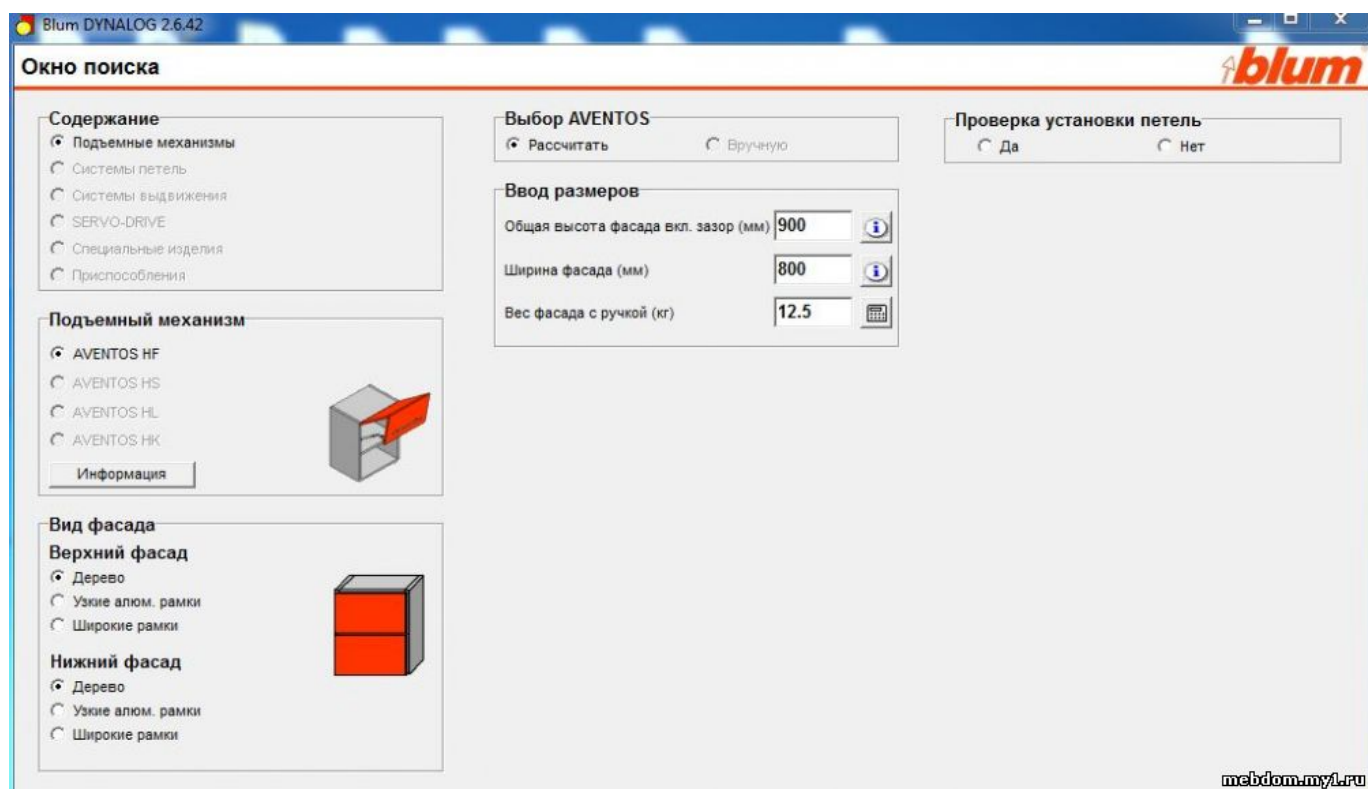 Blum DYNALOG 2.6.42
Окно поиска
blum
Содержание
Подъемные механизмы
Системы петель
Системы выдвижения
SERVO-DRIVE
Специальные изделия
Приспособления
Подъемный механизм
AVENTOS HF
AVENTOS HS
AVENTOS HL
AVENTOS HK
Информация
Вид фасада
Верхний фасад
Дерево
Узкие алюм. рамки
Широкие рамки
Нижний фасад
Дерево
Узкие алюм. рамки
Широкие рамки
Выбор AVENTOS
Рассчитать Вручную
Ввод размеров
Общая высота фасада вкл. зазор (мм) 900
Ширина фасада (мм) 800
Вес фасада с ручкой (кг) 12.5
Проверка установки петель
Да Нет
mebdom.my1.ru